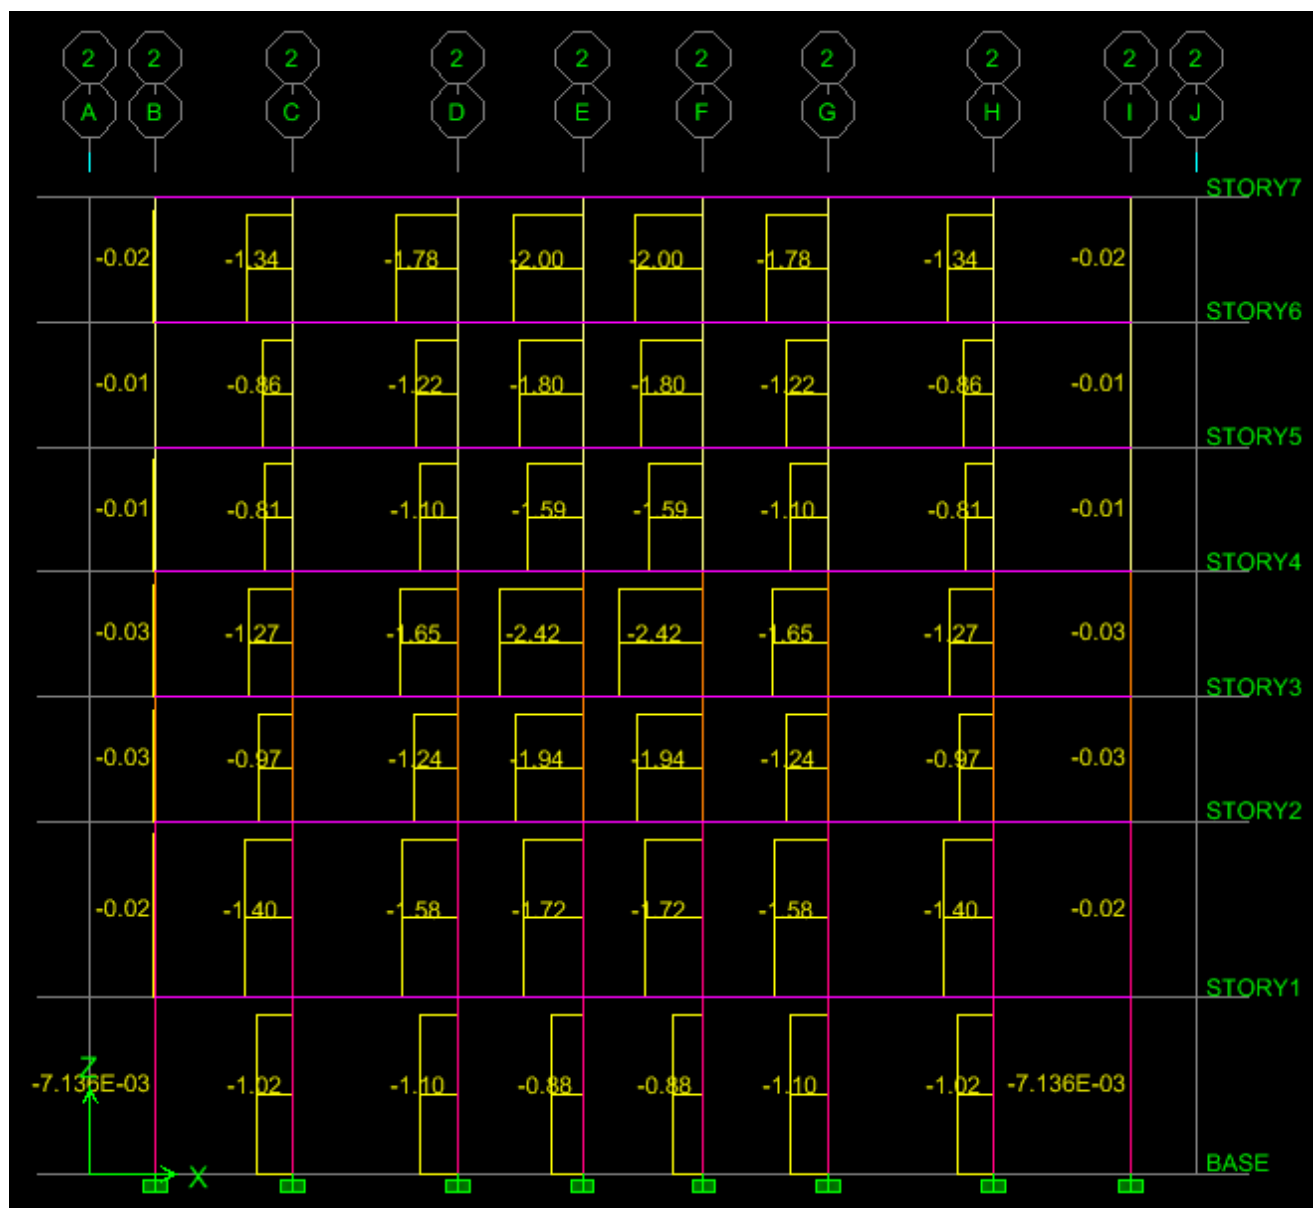 2 2 2 2 2 2 2 2 2 2
A B C D E F G H I J
STORY7
-0.02 -1.34 -1.78 -2.00 -2.00 -1.78 -1.34 -0.02
STORY6
-0.01 -0.86 -1.22 -1.80 -1.80 -1.22 -0.86 -0.01
STORY5
-0.01 -0.81 -1.10 -1.59 -1.59 -1.10 -0.81 -0.01
STORY4
-0.03 -1.27 -1.65 -2.42 -2.42 -1.65 -1.27 -0.03
STORY3
-0.03 -0.97 -1.24 -1.94 -1.94 -1.24 -0.97 -0.03
STORY2
-0.02 -1.40 -1.58 -1.72 -1.72 -1.58 -1.40 -0.02
STORY1
Z
-7.136E-03 -1.02 -1.10 -0.88 -0.88 -1.10 -1.02 -7.136E-03
BASE
X